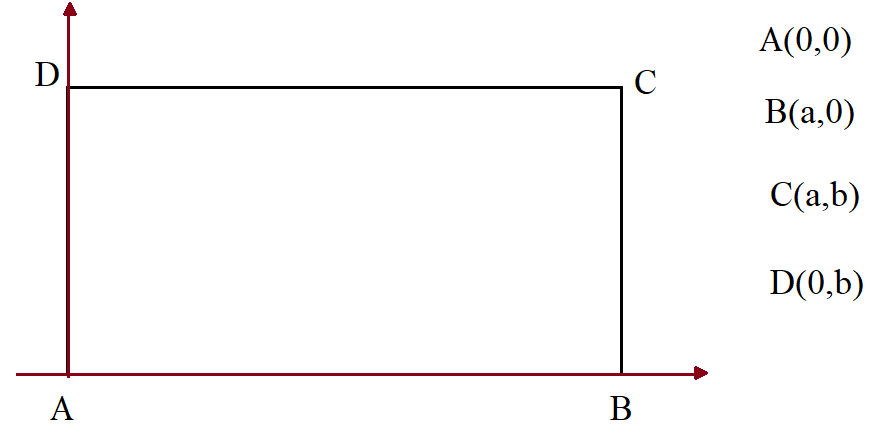 D
C
A
B
A(0,0)
B(a,0)
C(a,b)
D(0,b)